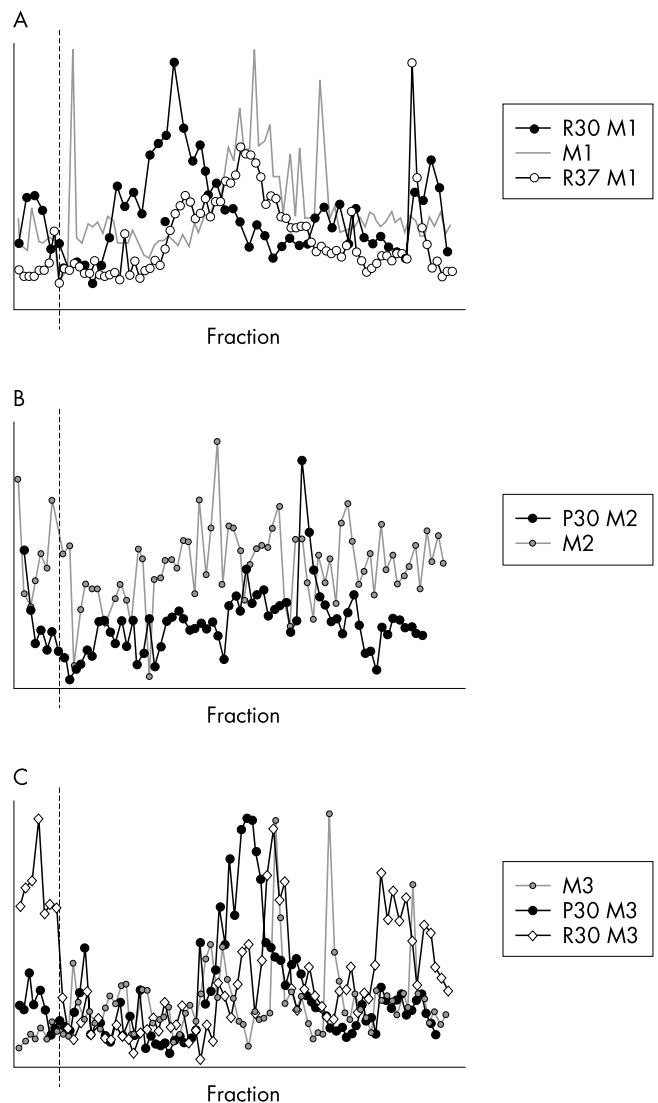 A
R30 M1
M1
R37 M1
Fraction
B
P30 M2
M2
Fraction
C
M3
P30 M3
R30 M3
Fraction